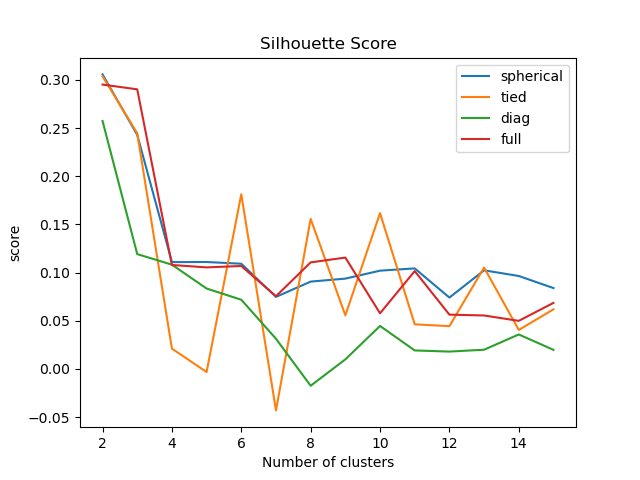 Silhouette Score
score
0.30
0.25
0.20
0.15
0.10
0.05
0.00
−0.05
spherical
tied
diag
full
2 4 6 8 10 12 14
Number of clusters